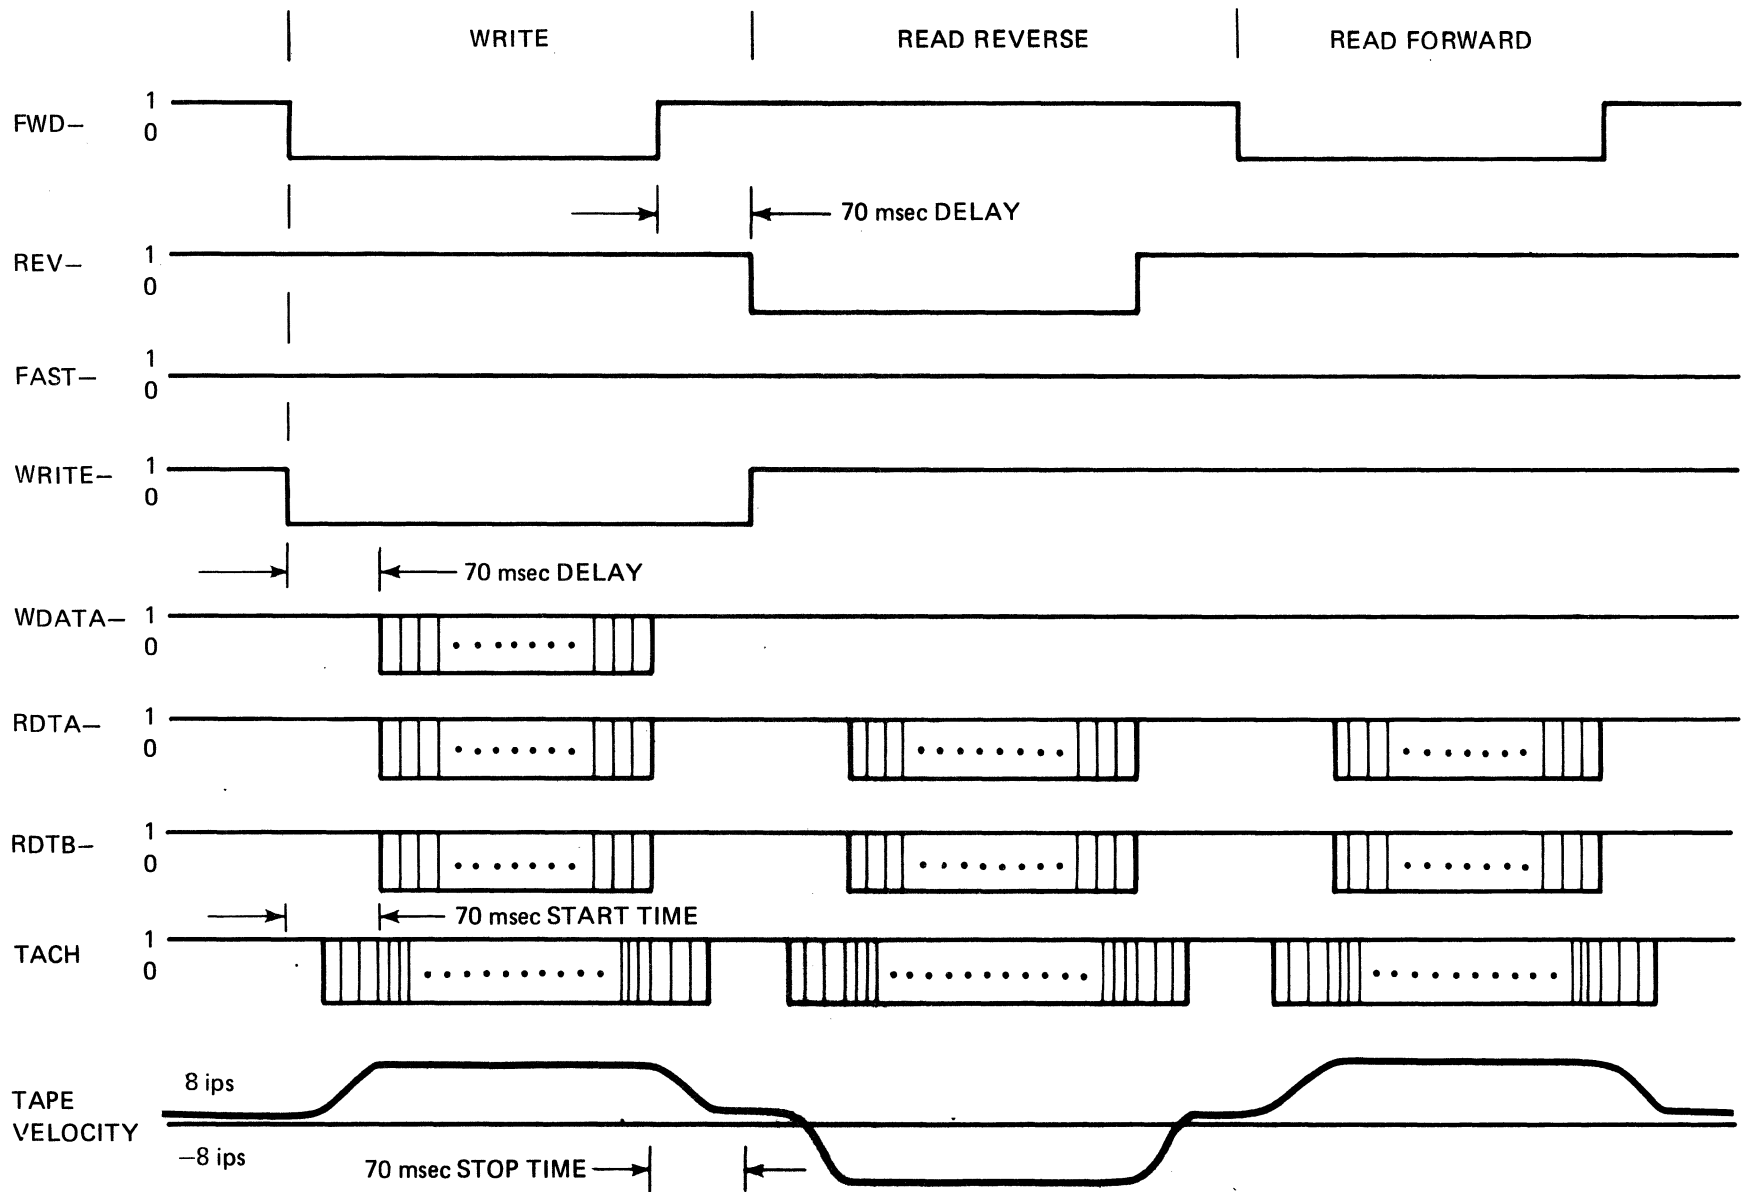 WRITE READ REVERSE READ FORWARD
FWD— 1
0
70 msec DELAY
REV— 1
0
FAST— 1
0
WRITE— 1
0
70 msec DELAY
WDATA— 1
0
RDTA— 1
0
RDTB— 1
0
70 msec START TIME
TACH 1
0
8 ips
TAPE
VELOCITY
—8 ips
70 msec STOP TIME